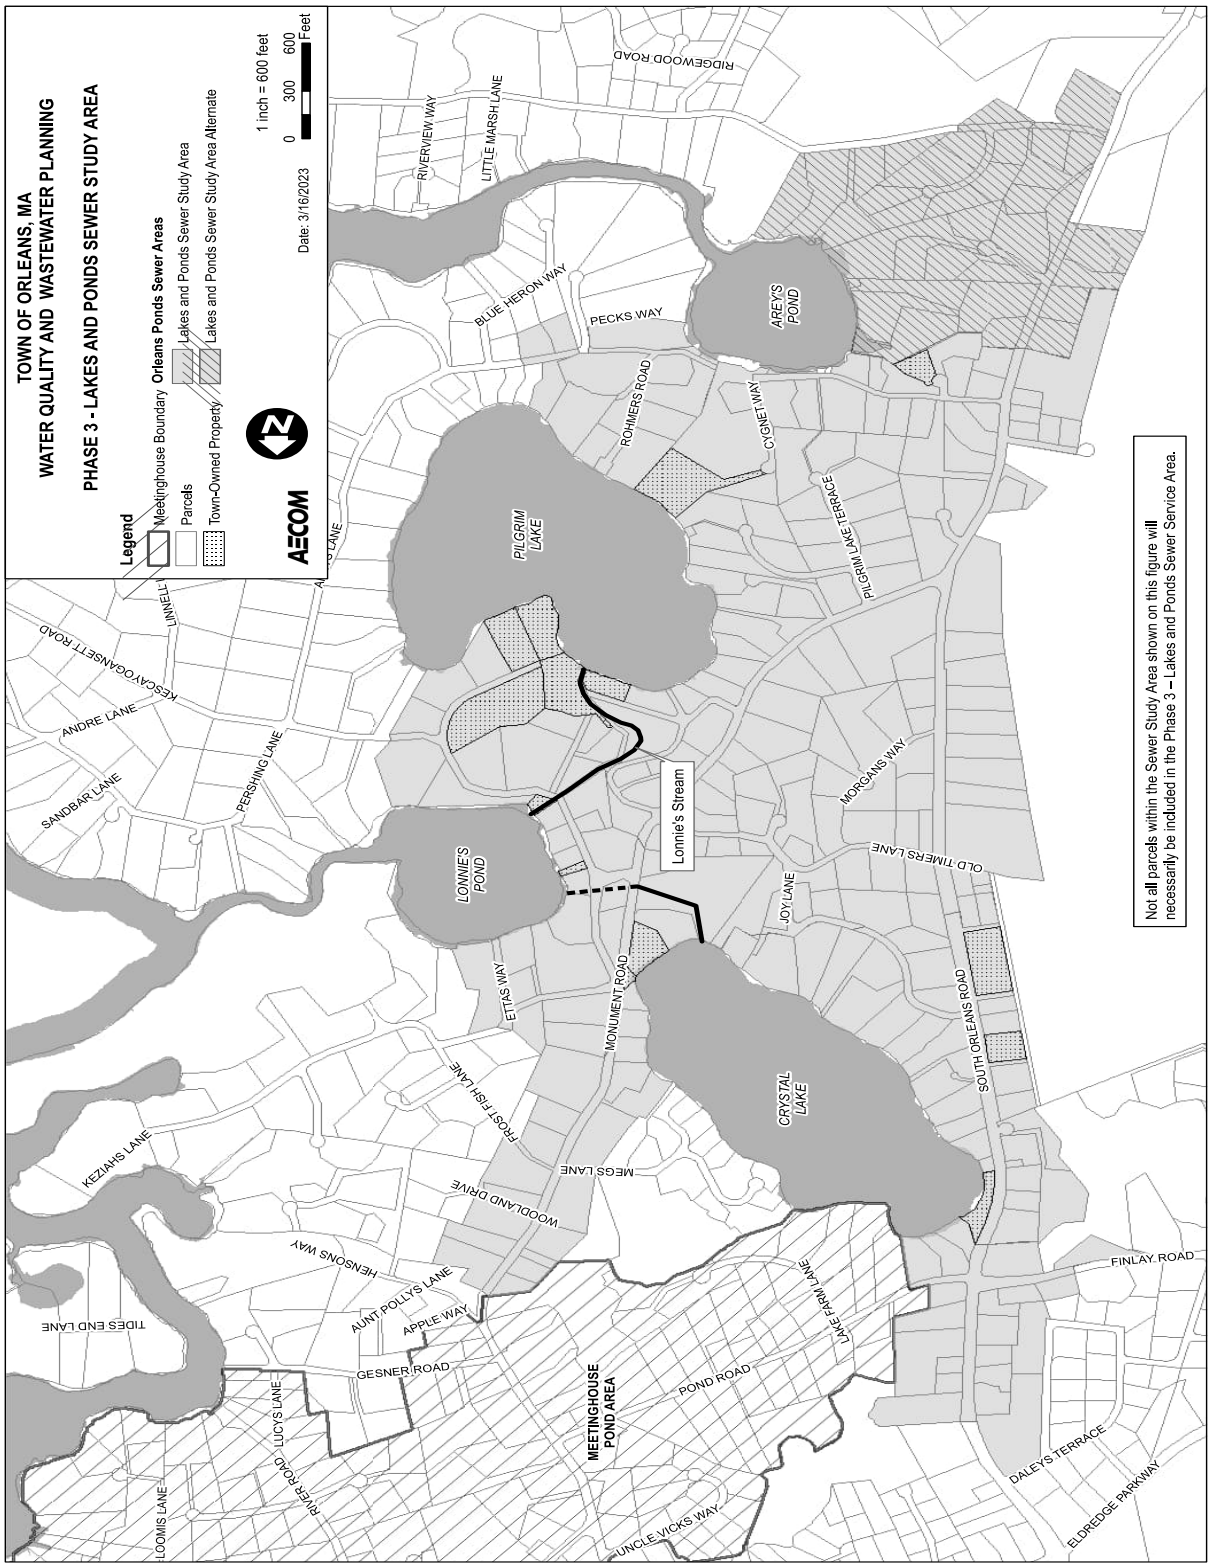 TOWN OF ORLEANS, MA
WATER QUALITY AND WASTEWATER PLANNING
PHASE 3 - LAKES AND PONDS SEWER STUDY AREA
Legend
Meetinghouse Boundary
Parcels
Town-Owned Property
Orleans Ponds Sewer Areas
Lakes and Ponds Sewer Study Area
Lakes and Ponds Sewer Study Area Alternate
AECOM
N
Date: 3/16/2023
1 inch = 600 feet
0 300 600
Feet
RIDGEWOOD ROAD
RIVERVIEW WAY
LITTLE MARSH LANE
BLUE HERON WAY
PECKS WAY
AREY'S
POND
ROHMERS ROAD
CYGNET WAY
PILGRIM
LAKE
PILGRIM LAKE TERRACE
LANE
LINNELL
KESCAYOGANSETT ROAD
ANDRE LANE
SANDBAR LANE
PERSHING LANE
LONNIE'S
POND
Lonnie's Stream
MORGANS WAY
OLD TIMERS LANE
JOY LANE
SOUTH ORLEANS ROAD
ETTAS WAY
MONUMENT ROAD
CRYSTAL
LAKE
FROST FISH LANE
MEGS LANE
WOODLAND DRIVE
KEZIAHS LANE
HENSONS WAY
AUNT POLLYS LANE
APPLE WAY
TIDES END LANE
GESNER ROAD
LUCYS LANE
RIVER ROAD
LOOMIS LANE
MEETINGHOUSE
POND AREA
POND ROAD
LAKE FARM LANE
UNCLE VICKS WAY
FINLAY ROAD
DALEYS TERRACE
ELDREDGE PARKWAY
Not all parcels within the Sewer Study Area shown on this figure will
necessarily be included in the Phase 3 – Lakes and Ponds Sewer Service Area.